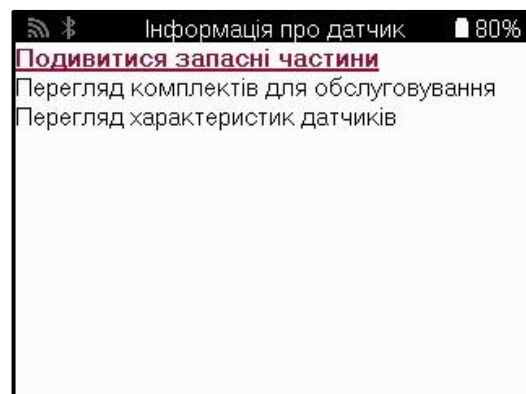 Інформація про датчик 80%
Подивитися запасні частини
Перегляд комплектів для обслуговування
Перегляд характеристик датчиків